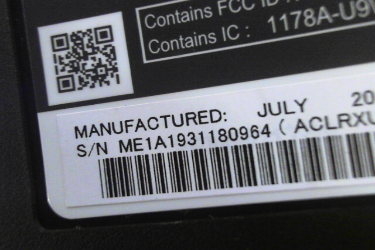 Contains FCC ID
Contains IC : 1178A-U9
MANUFACTURED: JULY 20
S/N ME1A1931180964 ( ACLRXU